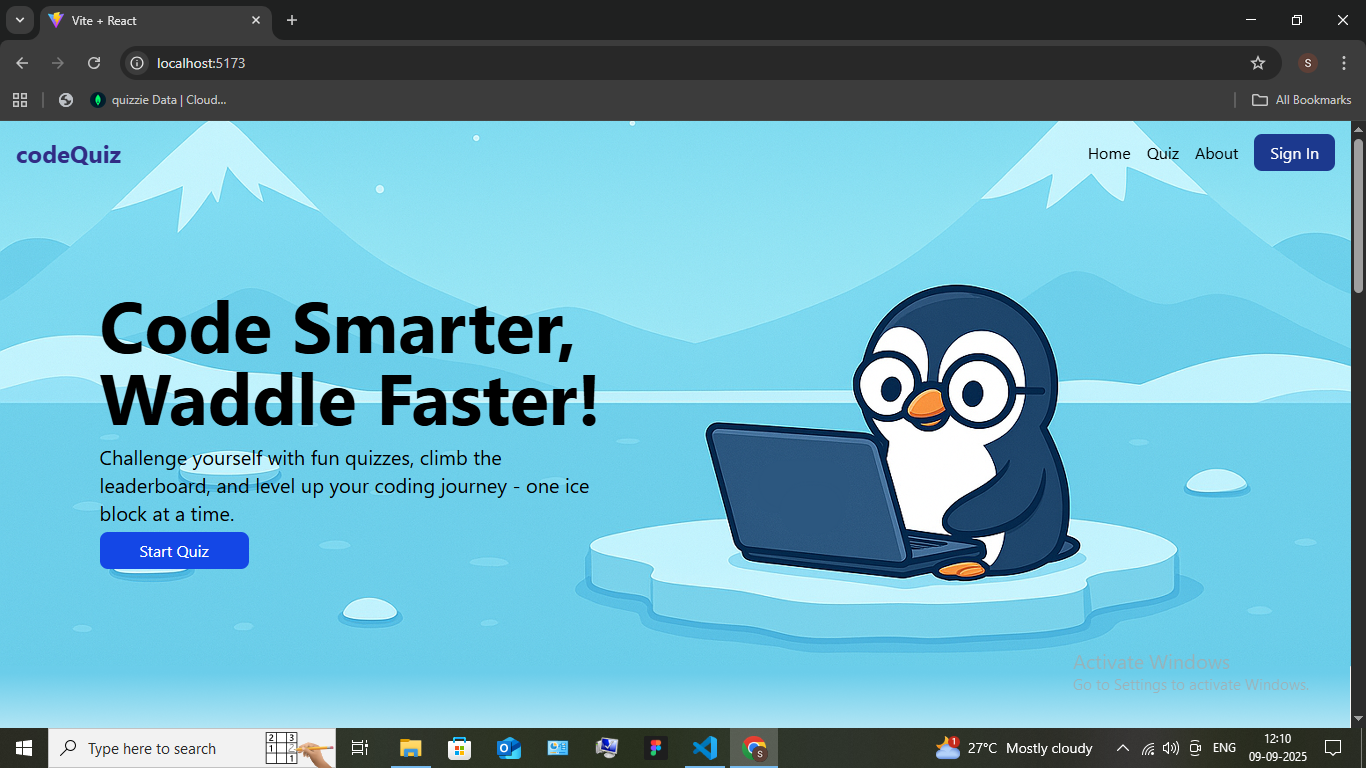 Vite + React
localhost:5173
quizzie Data | Cloud...
All Bookmarks
codeQuiz
Home Quiz About Sign In
Code Smarter,
Waddle Faster!
Challenge yourself with fun quizzes, climb the
leaderboard, and level up your coding journey - one ice
block at a time.
Start Quiz
Activate Windows
Go to Settings to activate Windows.
Type here to search
27°C Mostly cloudy
ENG
12:10
09-09-2025